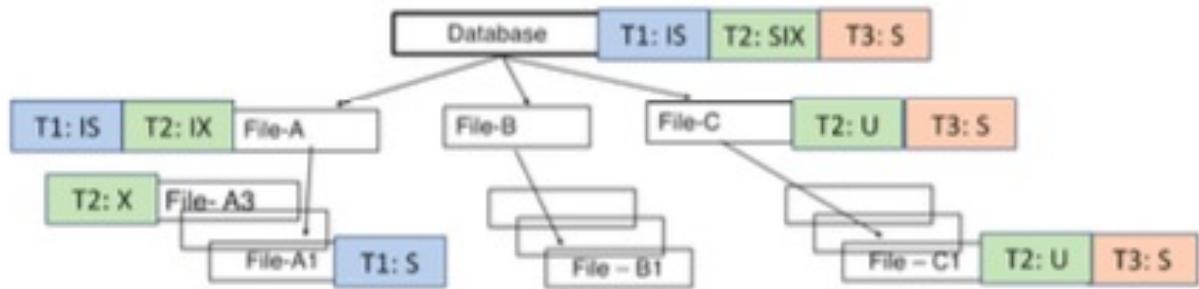 Database T1: IS T2: SIX T3: S
T1: IS T2: IX File-A
File-B
File-C T2: U T3: S
T2: X File- A3
File-A1 T1: S
File – B1
File – C1 T2: U T3: S